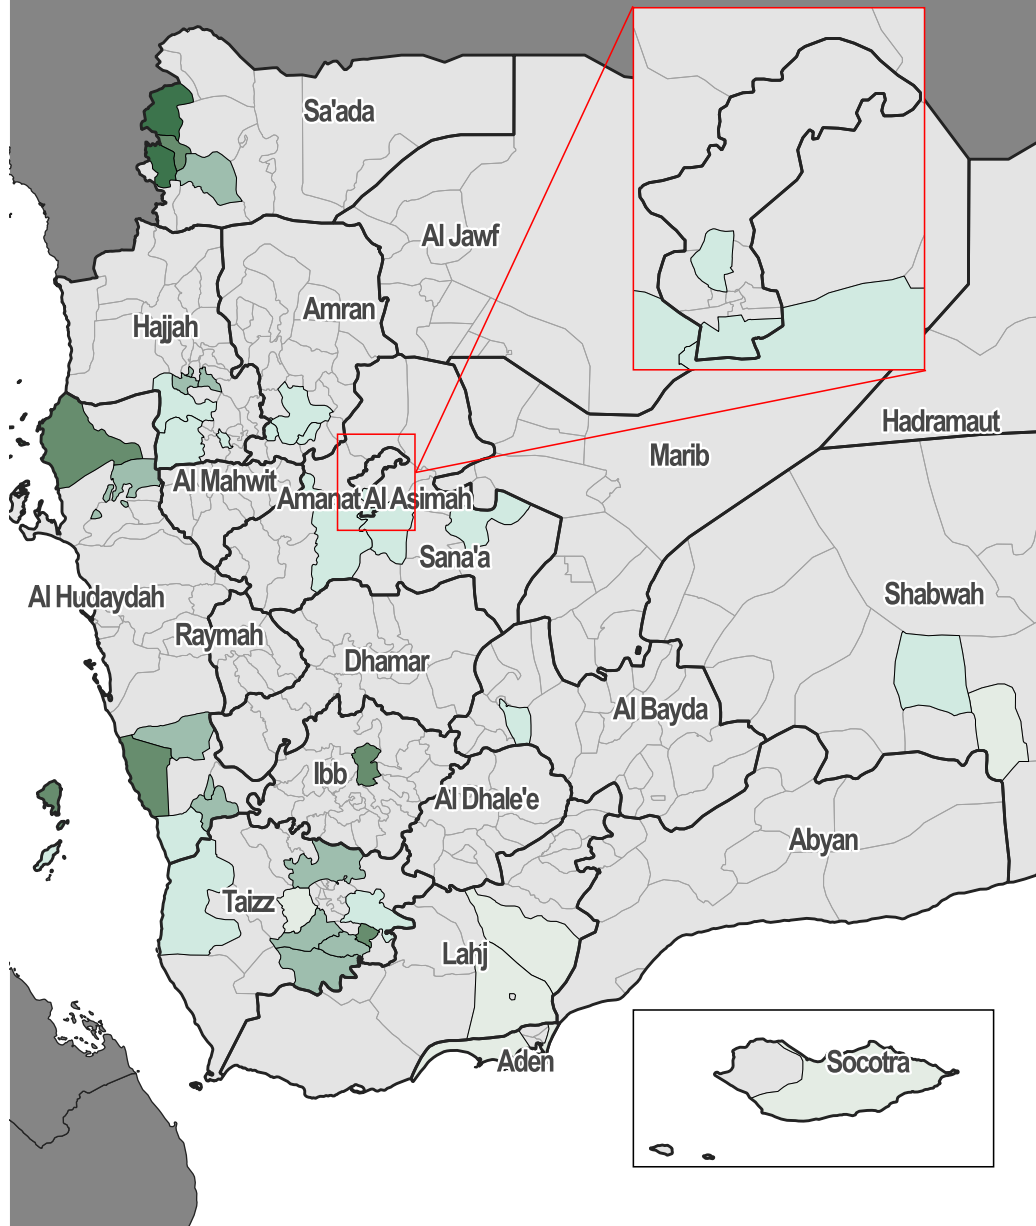 Sa'ada
Al Jawf
Amran
Hajjah
Hadramaut
Marib
Al Mahwit
Amanat Al Asimah
Sana'a
Shabwah
Al Hudaydah
Raymah
Dhamar
Al Bayda
Ibb
Al Dhale'e
Abyan
Taizz
Lahj
Aden
Socotra